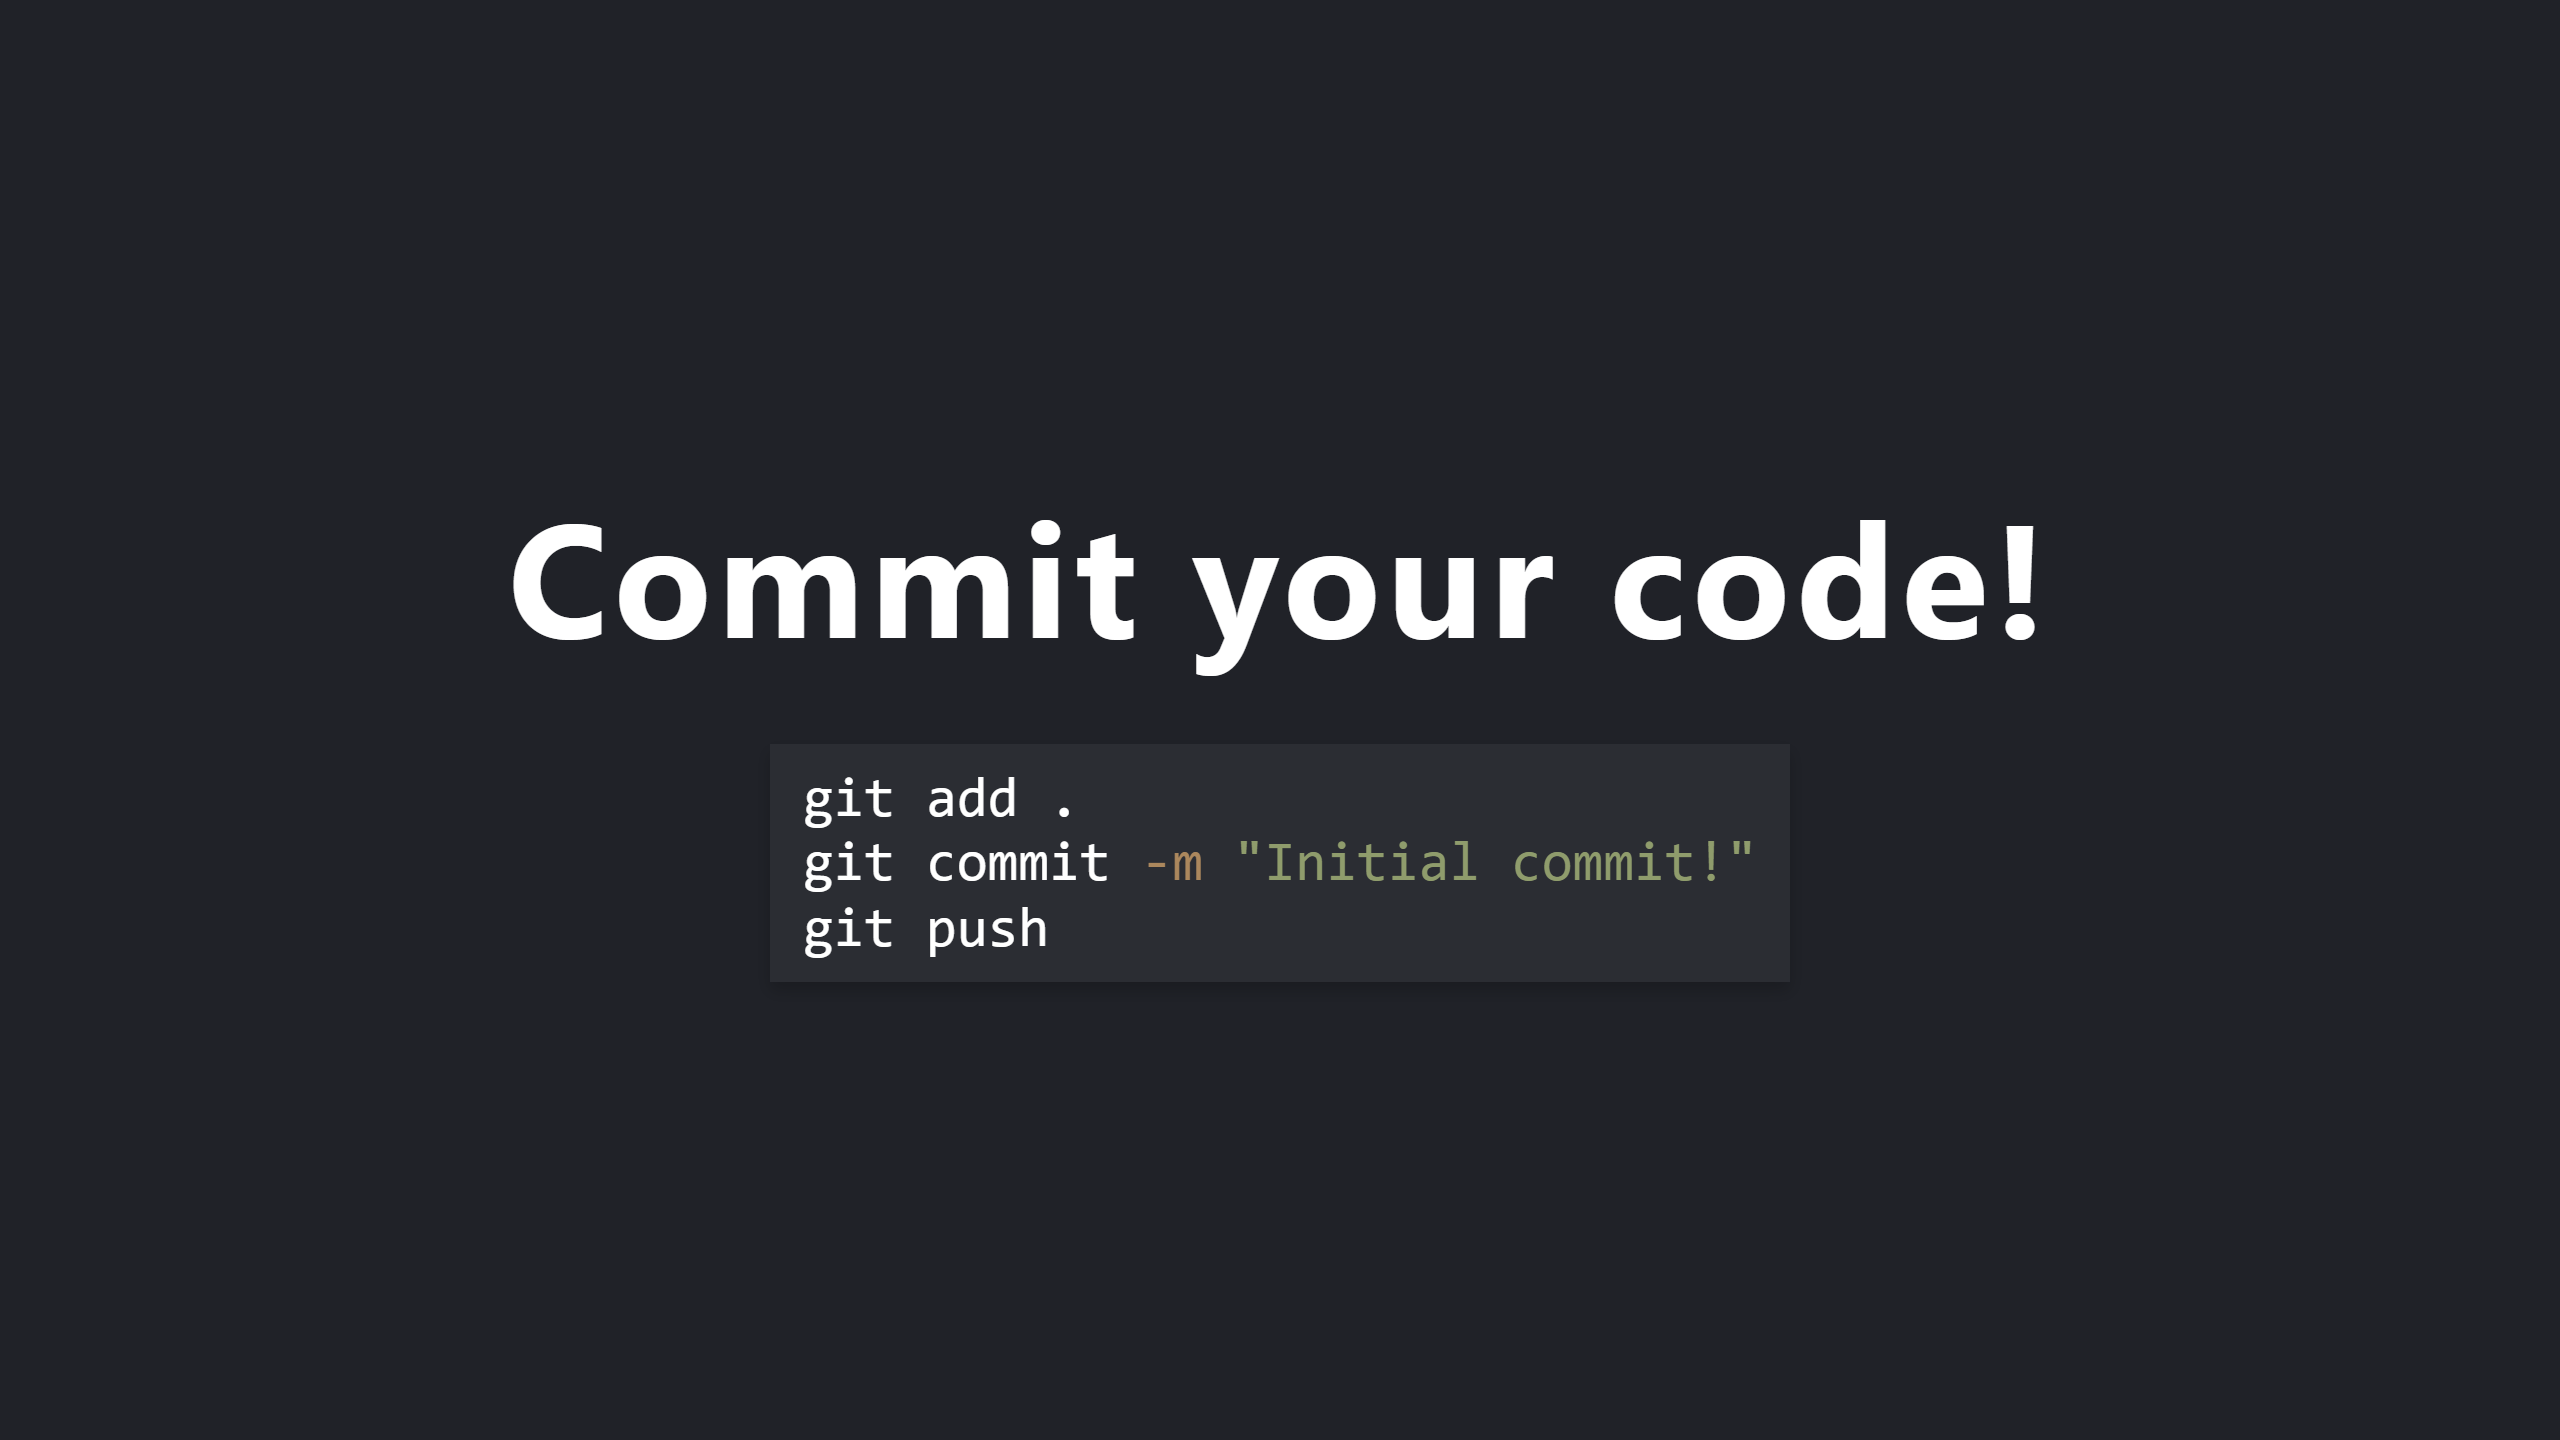 Commit your code!
git add .
git commit -m "Initial commit!"
git push